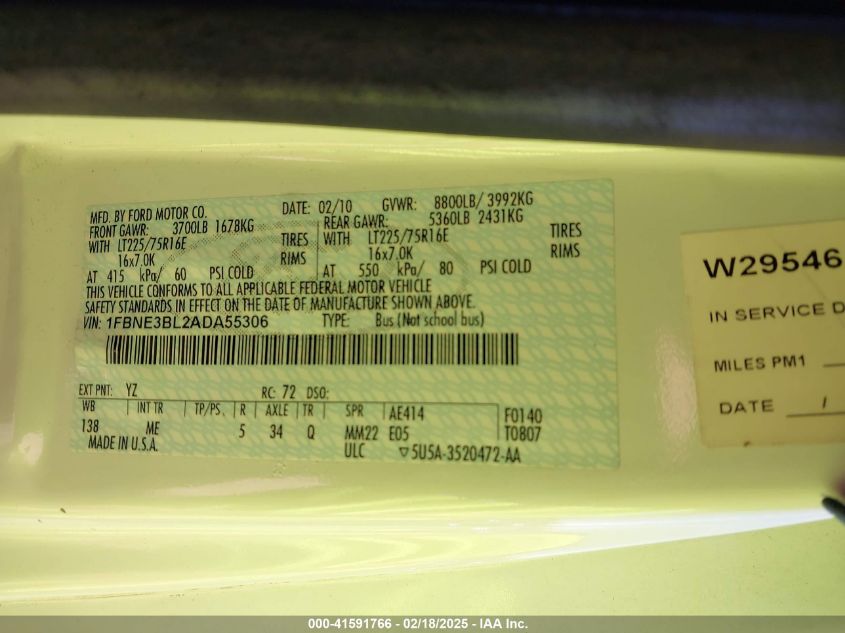 MFD. BY FORD MOTOR CO. DATE: 02/10 GVWR: 8800LB/ 3992KG
FRONT GAWR: 3700LB 1678KG REAR GAWR: 5360LB 2431KG
WITH LT225/75R16E TIRES WITH LT225/75R16E TIRES
16x7.0K RIMS 16x7.0K RIMS
AT 415 kPa/ 60 PSI COLD AT 550 kPa/ 80 PSI COLD
THIS VEHICLE CONFORMS TO ALL APPLICABLE FEDERAL MOTOR VEHICLE
SAFETY STANDARDS IN EFFECT ON THE DATE OF MANUFACTURE SHOWN ABOVE.
VIN: 1FBNE3BL2ADA55306 TYPE: Bus (Not school bus)
EXT PNT: YZ RC: 72 DSO:
WB INT TR TP/PS R AXLE TR SPR AE414 F0140
138 ME 5 34 Q MM22 E05 T0807
MADE IN U.S.A. ULC ▽5U5A-3520472-AA
W29546
IN SERVICE D
MILES PM1
DATE /
000-41591766 - 02/18/2025 - IAA Inc.